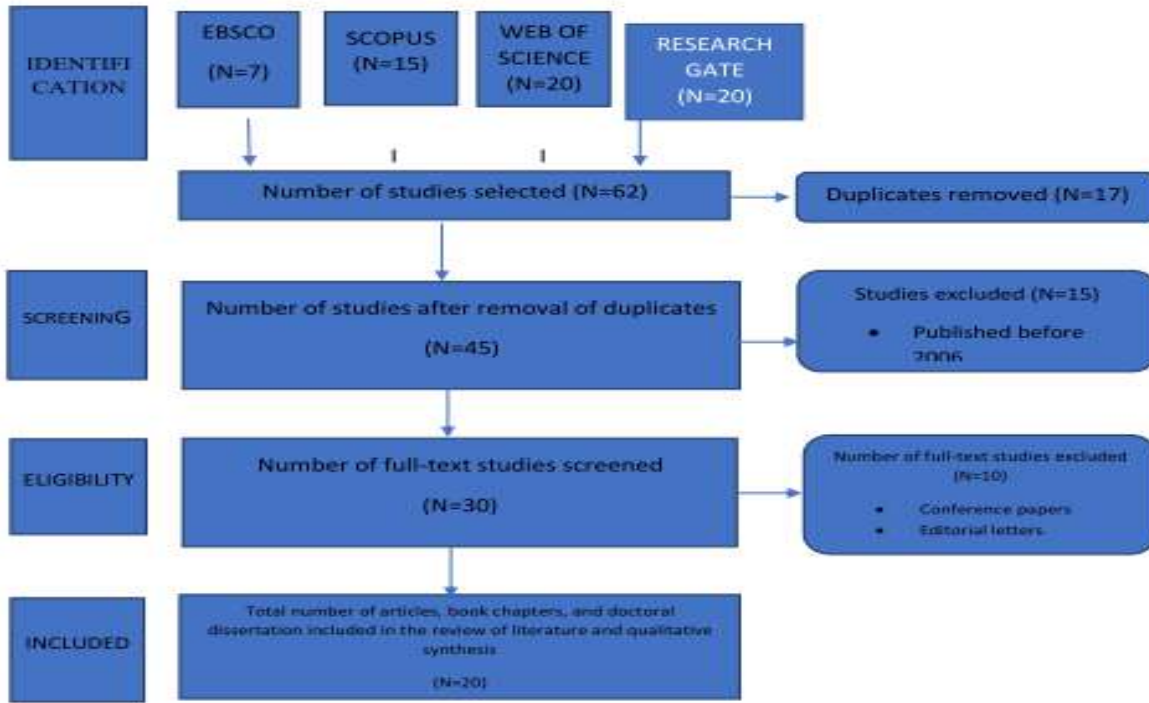 IDENTIFI
CATION
EBSCO
(N=7)
SCOPUS
(N=15)
WEB OF
SCIENCE
(N=20)
RESEARCH
GATE
(N=20)
Number of studies selected (N=62)
Duplicates removed (N=17)
SCREENING
Number of studies after removal of duplicates
(N=45)
Studies excluded (N=15)
• Published before
2006
ELIGIBILITY
Number of full-text studies screened
(N=30)
Number of full-text studies excluded
(N=10)
• Conference papers
• Editorial letters
INCLUDED
Total number of articles, book chapters, and doctoral
dissertation included in the review of literature and qualitative
synthesis
(N=20)